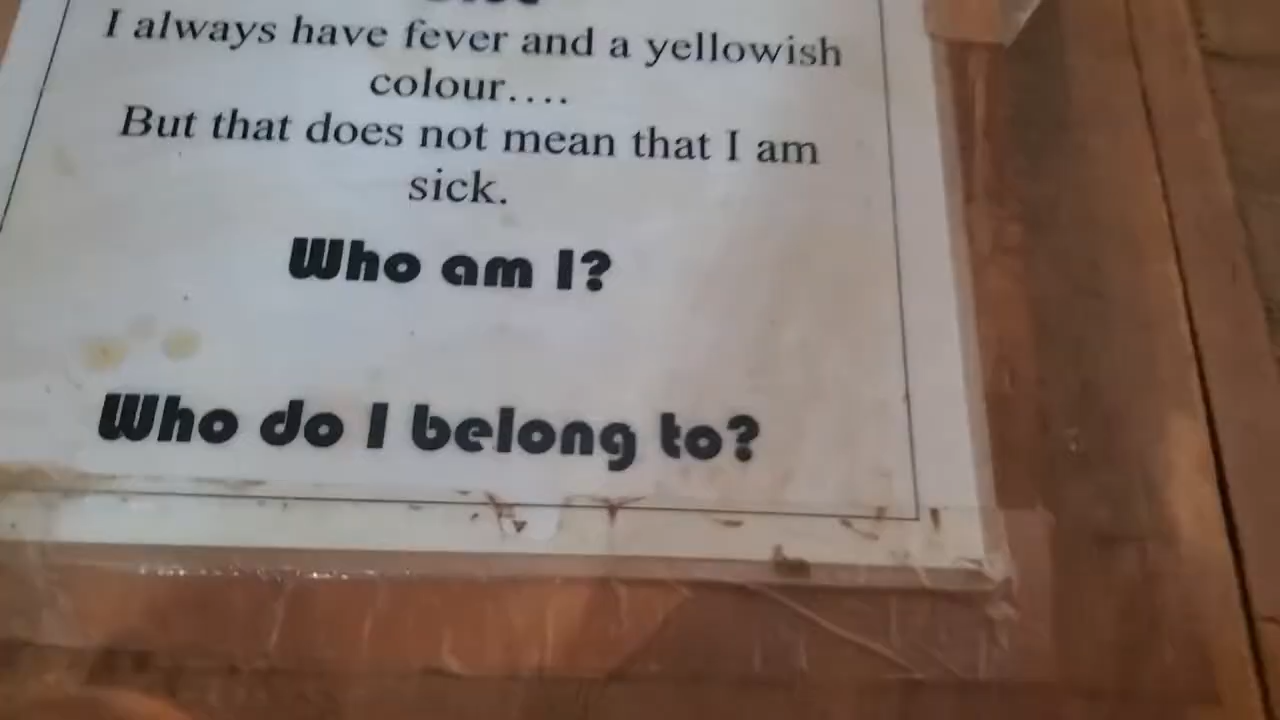 I always have fever and a yellowish
colour....
But that does not mean that I am
sick.
Who am I?
Who do I belong to?